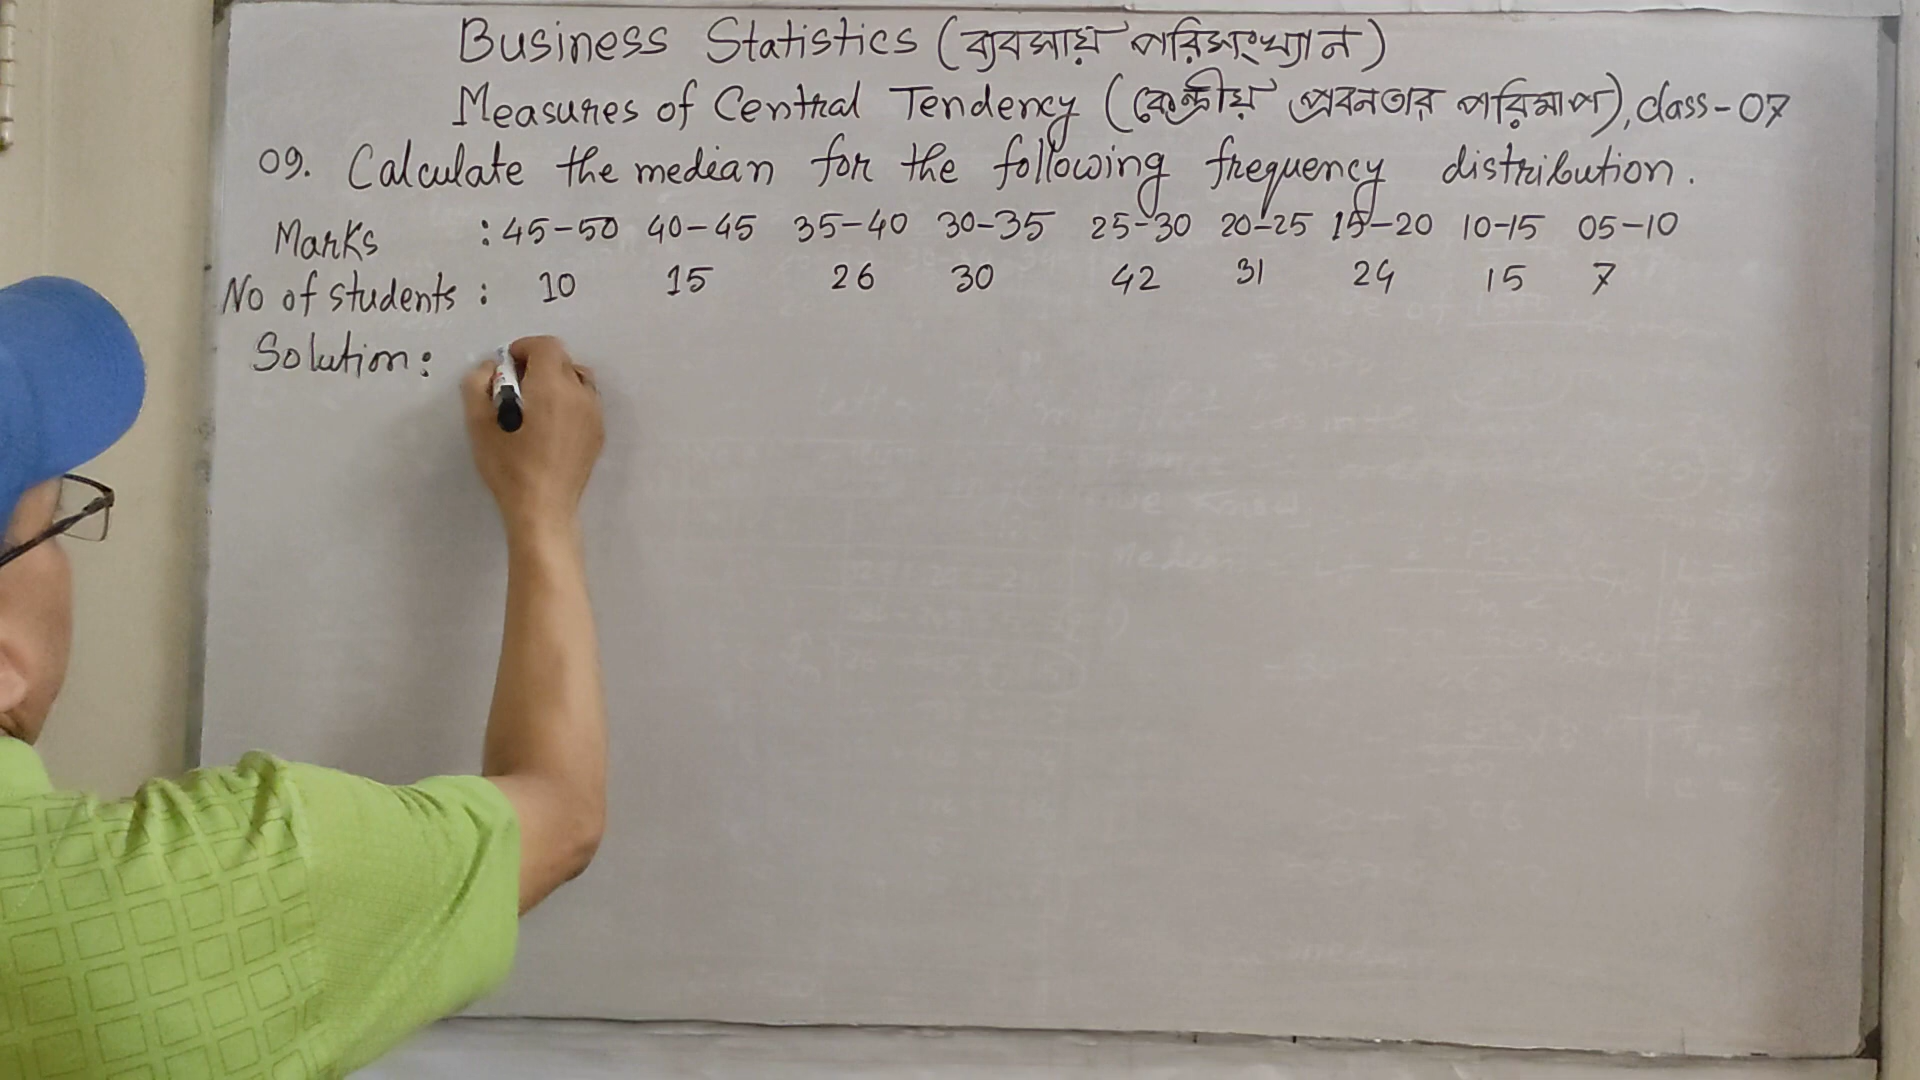 Business Statistics (ব্যবসায় পরিসংখ্যান)
Measures of Central Tendency (কেন্দ্রীয় প্রবনতার পরিমাপ), class-07
09. Calculate the median for the following frequency distribution.
Marks : 45-50 40-45 35-40 30-35 25-30 20-25 15-20 10-15 05-10
No of students : 10 15 26 30 42 31 24 15 7
Solution: